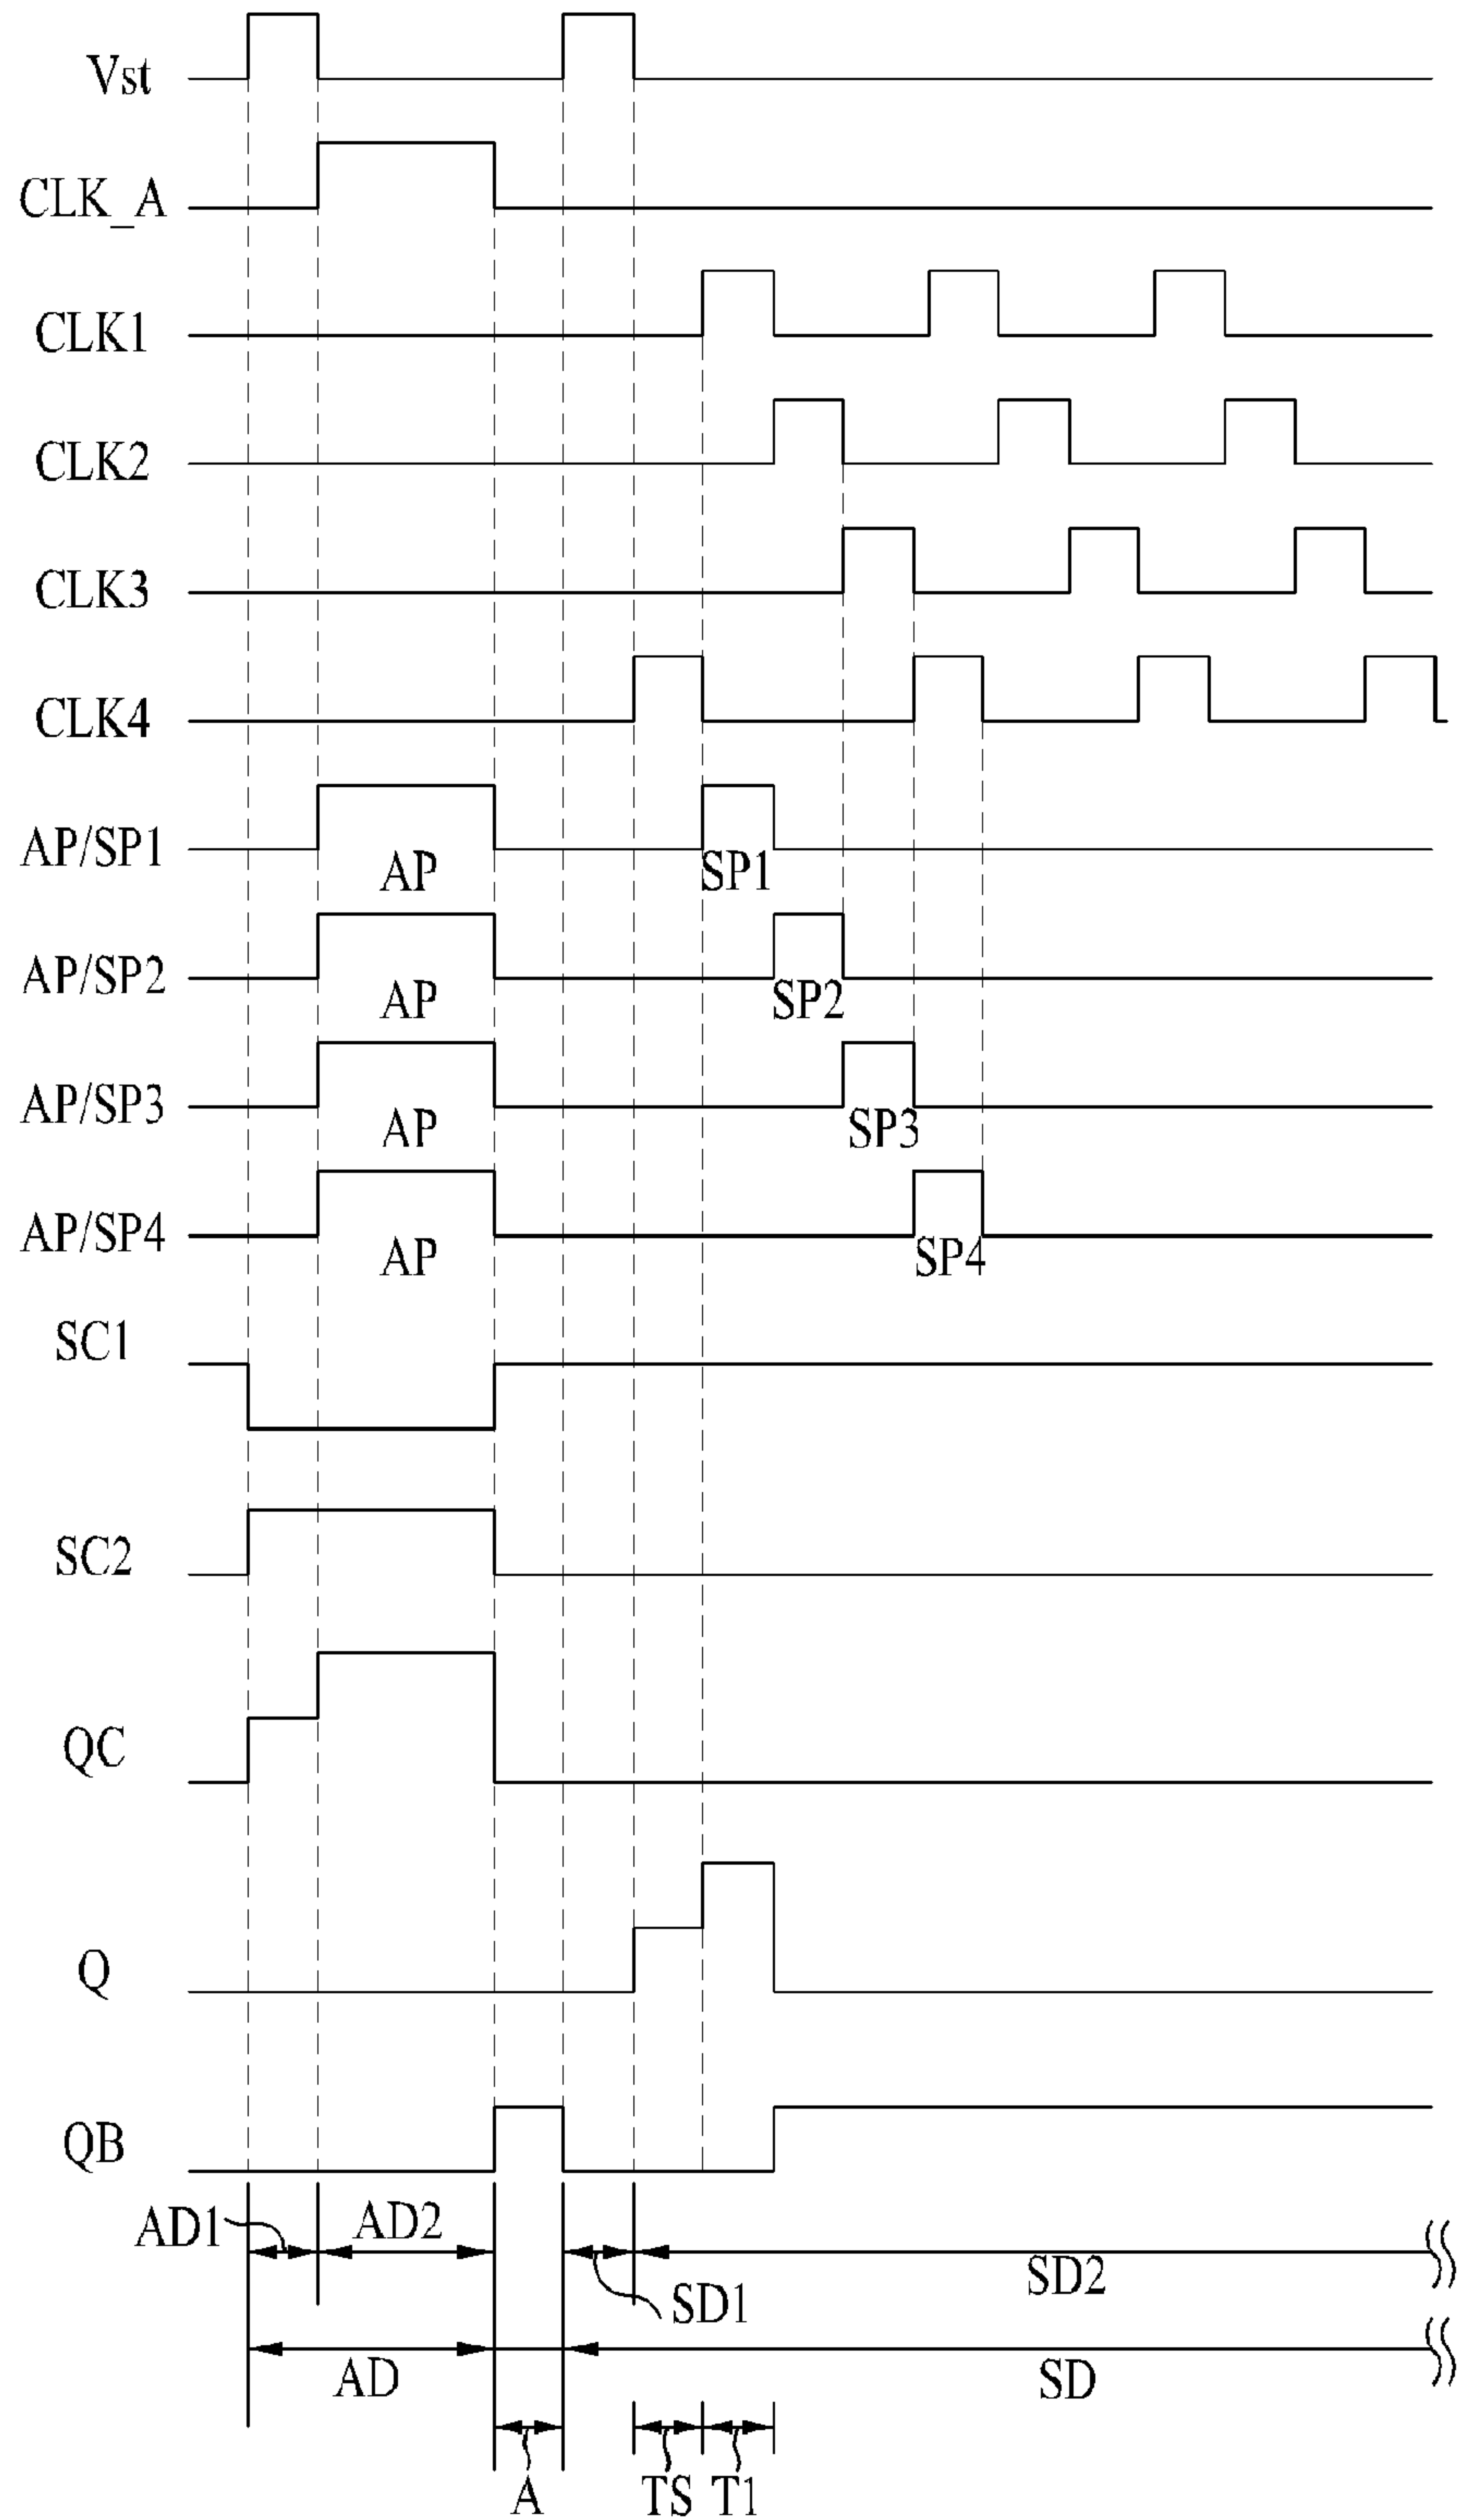 Vst
CLK_A
CLK1
CLK2
CLK3
CLK4
AP/SP1
AP
SP1
AP/SP2
AP
SP2
AP/SP3
AP
SP3
AP/SP4
AP
SP4
SC1
SC2
QC
Q
QB
AD1
AD2
SD1
SD2
AD
SD
A
TS
T1